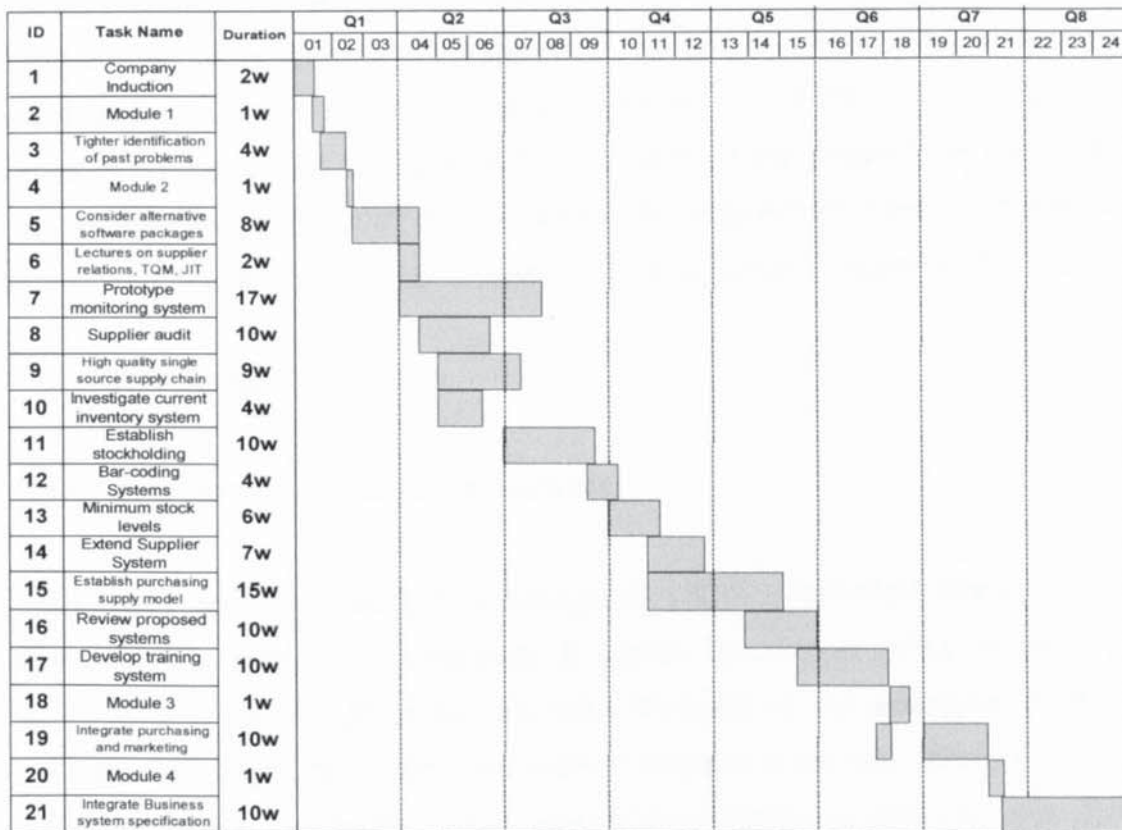 ID Task Name Duration Q1 Q2 Q3 Q4 Q5 Q6 Q7 Q8
01 02 03 04 05 06 07 08 09 10 11 12 13 14 15 16 17 18 19 20 21 22 23 24
1 Company
Induction 2w
2 Module 1 1w
3 Tighter identification
of past problems 4w
4 Module 2 1w
5 Consider alternative
software packages 8w
6 Lectures on supplier
relations, TQM, JIT 2w
7 Prototype
monitoring system 17w
8 Supplier audit 10w
9 High quality single
source supply chain 9w
10 Investigate current
inventory system 4w
11 Establish
stockholding 10w
12 Bar-coding
Systems 4w
13 Minimum stock
levels 6w
14 Extend Supplier
System 7w
15 Establish purchasing
supply model 15w
16 Review proposed
systems 10w
17 Develop training
system 10w
18 Module 3 1w
19 Integrate purchasing
and marketing 10w
20 Module 4 1w
21 Integrate Business
system specification 10w